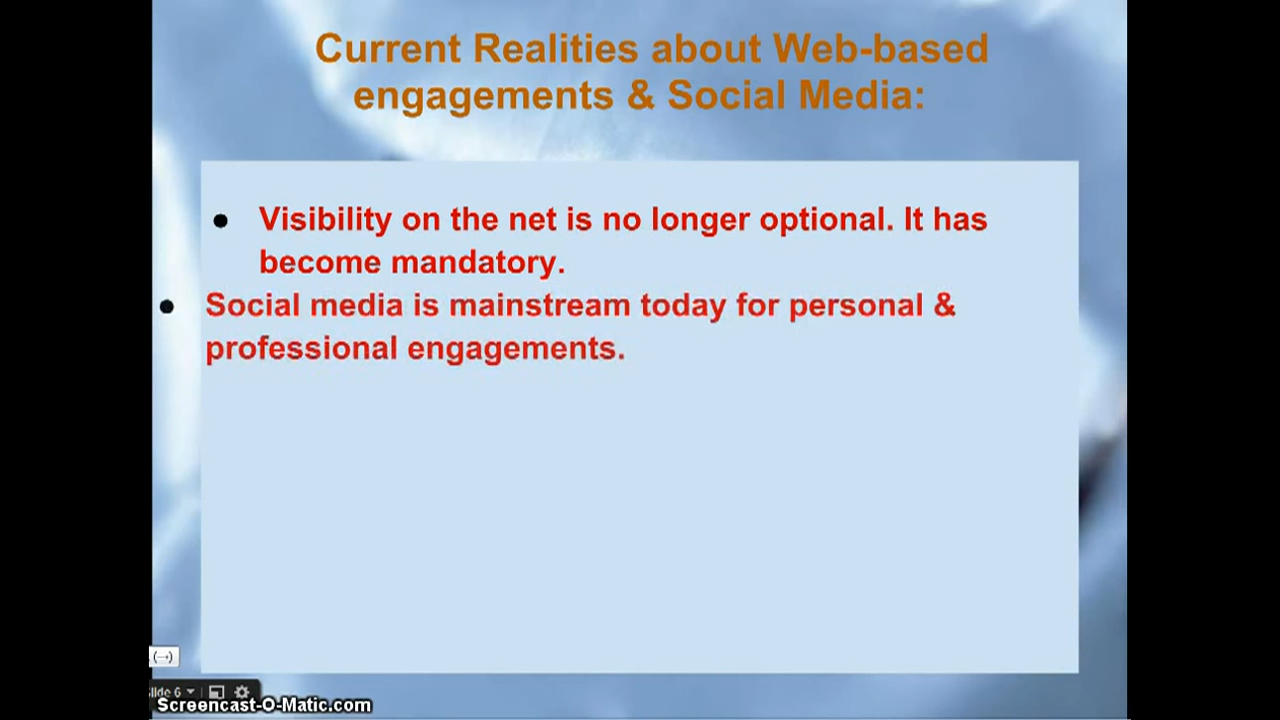 Current Realities about Web-based
engagements & Social Media:
● Visibility on the net is no longer optional. It has
become mandatory.
● Social media is mainstream today for personal &
professional engagements.
(→)
lide 6
Screencast-O-Matic.com